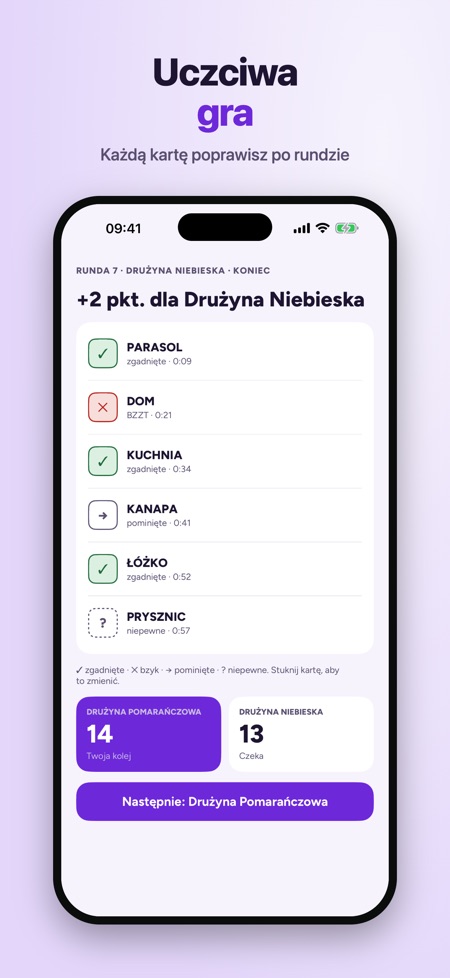 Uczciwa
gra
Każdą kartę poprawisz po rundzie
09:41
RUNDA 7 · DRUŻYNA NIEBIESKA · KONIEC
+2 pkt. dla Drużyna Niebieska
✓ PARASOL
zgadnięte · 0:09
✕ DOM
BZZT · 0:21
✓ KUCHNIA
zgadnięte · 0:34
→ KANAPA
pominięte · 0:41
✓ ŁÓŻKO
zgadnięte · 0:52
? PRYSZNIC
niepewne · 0:57
✓ zgadnięte · ✕ bzyk · → pominięte · ? niepewne. Stuknij kartę, aby
to zmienić.
DRUŻYNA POMARAŃCZOWA
14
Twoja kolej
DRUŻYNA NIEBIESKA
13
Czeka
Następnie: Drużyna Pomarańczowa